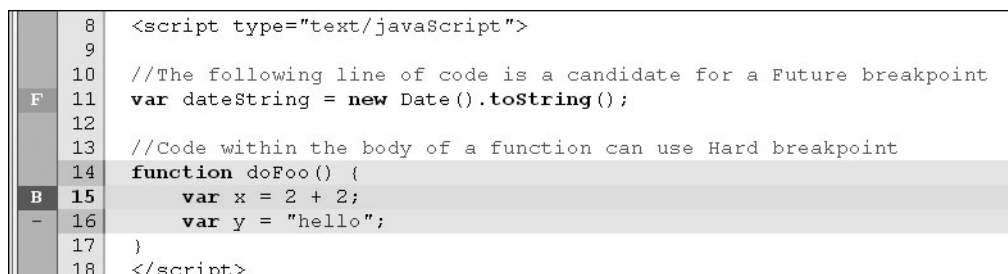 8 <script type="text/javaScript">
9
10 //The following line of code is a candidate for a Future breakpoint
F 11 var dateString = new Date().toString();
12
13 //Code within the body of a function can use Hard breakpoint
14 function doFoo() {
B 15 var x = 2 + 2;
– 16 var y = "hello";
17 }
18 </script>